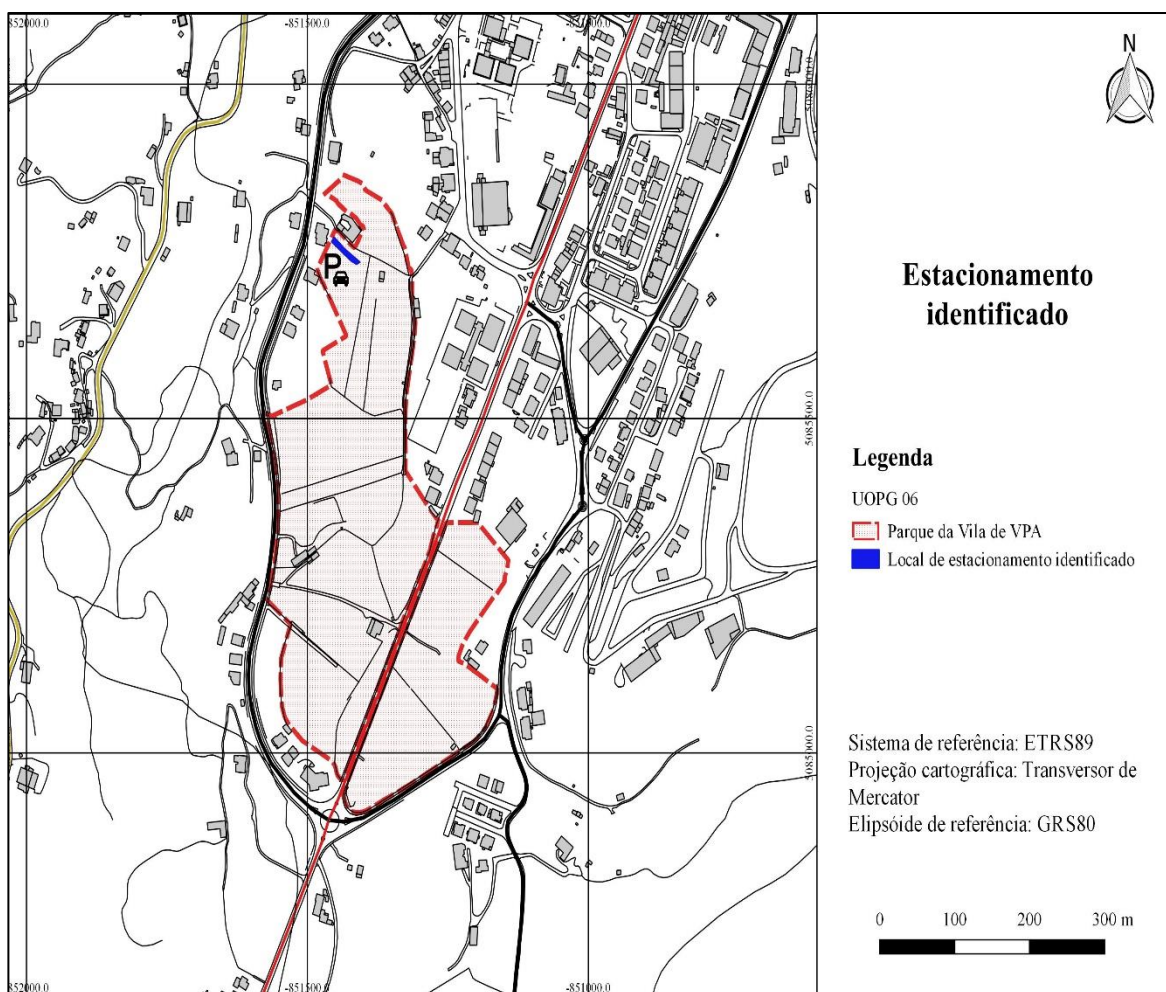 852000.0
-851500.0
-851000.0
N
5086000.0
P
Estacionamento
identificado
5085500.0
Legenda
UOPG 06
Parque da Vila de VPA
Local de estacionamento identificado
5085000.0
Sistema de referência: ETRS89
Projeção cartográfica: Transversor de
Mercator
Elipsóide de referência: GRS80
0 100 200 300 m
852000.0
-851500.0
-851000.0